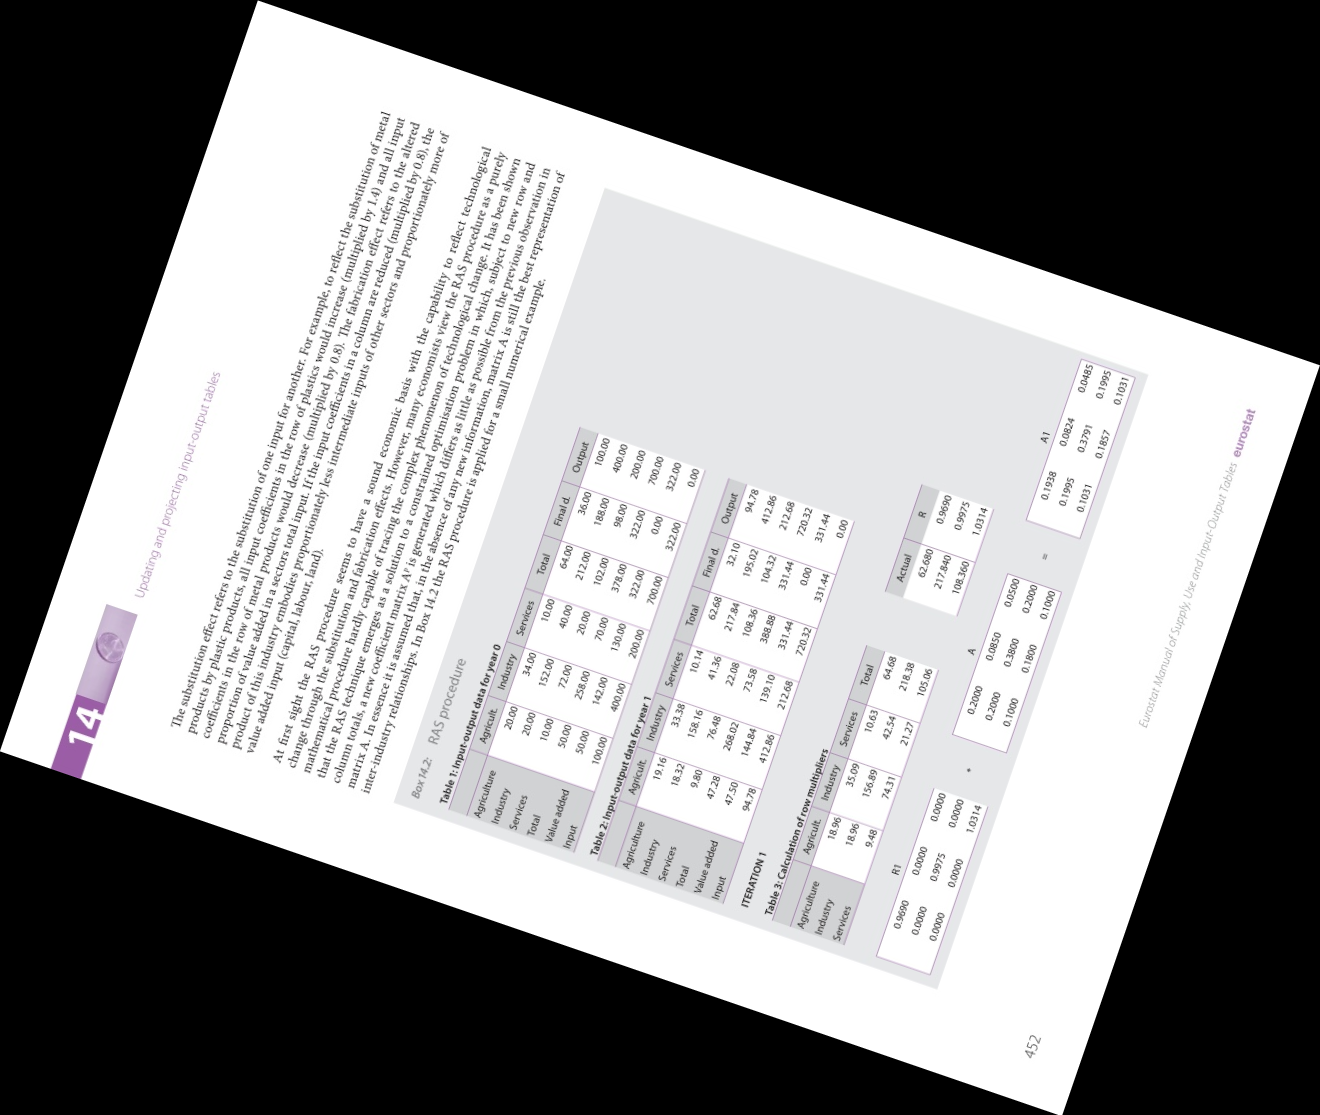 14
Updating and projecting input-output tables
The substitution effect refers to the substitution of one input for another. For example, to reflect the substitution of metal
products by plastic products, all input coefficients in the row of plastics would increase (multiplied by 1.4) and all input
coefficients in the row of metal products would decrease (multiplied by 0.8). The fabrication effect refers to the altered
proportion of value added in a sectors total input. If the input coefficients in a column are reduced (multiplied by 0.8), the
product of this industry embodies proportionately less intermediate inputs of other sectors and proportionately more of
value added input (capital, labour, land).
At first sight the RAS procedure seems to have a sound economic basis with the capability to reflect technological
change through the substitution and fabrication effects. However, many economists view the RAS procedure as a purely
mathematical procedure hardly capable of tracing the complex phenomenon of technological change. It has been shown
that the RAS technique emerges as a solution to a constrained optimisation problem in which, subject to new row and
column totals, a new coefficient matrix A² is generated which differs as little as possible from the previous observation in
matrix A. In essence it is assumed that, in the absence of any new information, matrix A is still the best representation of
inter-industry relationships. In Box 14.2 the RAS procedure is applied for a small numerical example.
Box 14.2: RAS procedure
Table 1: Input-output data for year 0
Agricult. Industry Services Total Final d. Output
Agriculture 20.00 34.00 10.00 64.00 36.00 100.00
Industry 20.00 152.00 40.00 212.00 188.00 400.00
Services 10.00 72.00 20.00 102.00 98.00 200.00
Total 50.00 258.00 70.00 378.00 322.00 700.00
Value added 50.00 142.00 130.00 322.00 0.00 322.00
Input 100.00 400.00 200.00 700.00 322.00 0.00
Table 2: Input-output data for year 1
Agricult. Industry Services Total Final d. Output
Agriculture 19.16 33.38 10.14 62.68 32.10 94.78
Industry 18.32 158.16 41.36 217.84 195.02 412.86
Services 9.80 76.48 22.08 108.36 104.32 212.68
Total 47.28 268.02 73.58 388.88 331.44 720.32
Value added 47.50 144.84 139.10 331.44 0.00 331.44
Input 94.78 412.86 212.68 720.32 331.44 0.00
ITERATION 1
Table 3: Calculation of row multipliers
Agricult. Industry Services Total Actual R
Agriculture 18.96 35.09 10.63 64.68 62.680 0.9690
Industry 18.96 156.89 42.54 218.38 217.840 0.9975
Services 9.48 74.31 21.27 105.06 108.360 1.0314
R1 A A1
0.9690 0.0000 0.0000 0.2000 0.0850 0.0500 0.1938 0.0824 0.0485
0.0000 0.9975 0.0000 * 0.2000 0.3800 0.2000 = 0.1995 0.3791 0.1995
0.0000 0.0000 1.0314 0.1000 0.1800 0.1000 0.1031 0.1857 0.1031
452
Eurostat Manual of Supply, Use and Input-Output Tables eurostat